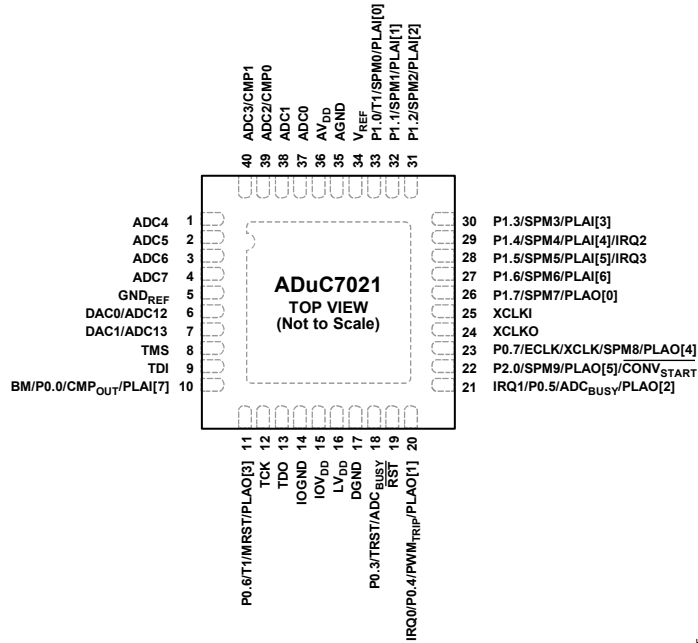 40 ADC3/CMP1
39 ADC2/CMP0
38 ADC1
37 ADC0
36 AVDD
35 AGND
34 VREF
33 P1.0/T1/SPM0/PLAI[0]
32 P1.1/SPM1/PLAI[1]
31 P1.2/SPM2/PLAI[2]
ADC4 1
ADC5 2
ADC6 3
ADC7 4
GNDREF 5
DAC0/ADC12 6
DAC1/ADC13 7
TMS 8
TDI 9
BM/P0.0/CMPOUT/PLAI[7] 10
ADuC7021
TOP VIEW
(Not to Scale)
30 P1.3/SPM3/PLAI[3]
29 P1.4/SPM4/PLAI[4]/IRQ2
28 P1.5/SPM5/PLAI[5]/IRQ3
27 P1.6/SPM6/PLAI[6]
26 P1.7/SPM7/PLAO[0]
25 XCLKI
24 XCLKO
23 P0.7/ECLK/XCLK/SPM8/PLAO[4]
22 P2.0/SPM9/PLAO[5]/CONVSTART
21 IRQ1/P0.5/ADCBUSY/PLAO[2]
P0.6/T1/MRST/PLAO[3] 11
TCK 12
TDO 13
IOGND 14
IOVDD 15
LVDD 16
DGND 17
P0.3/TRST/ADCBUSY 18
RST 19
IRQ0/P0.4/PWMTRIP/PLAO[1] 20